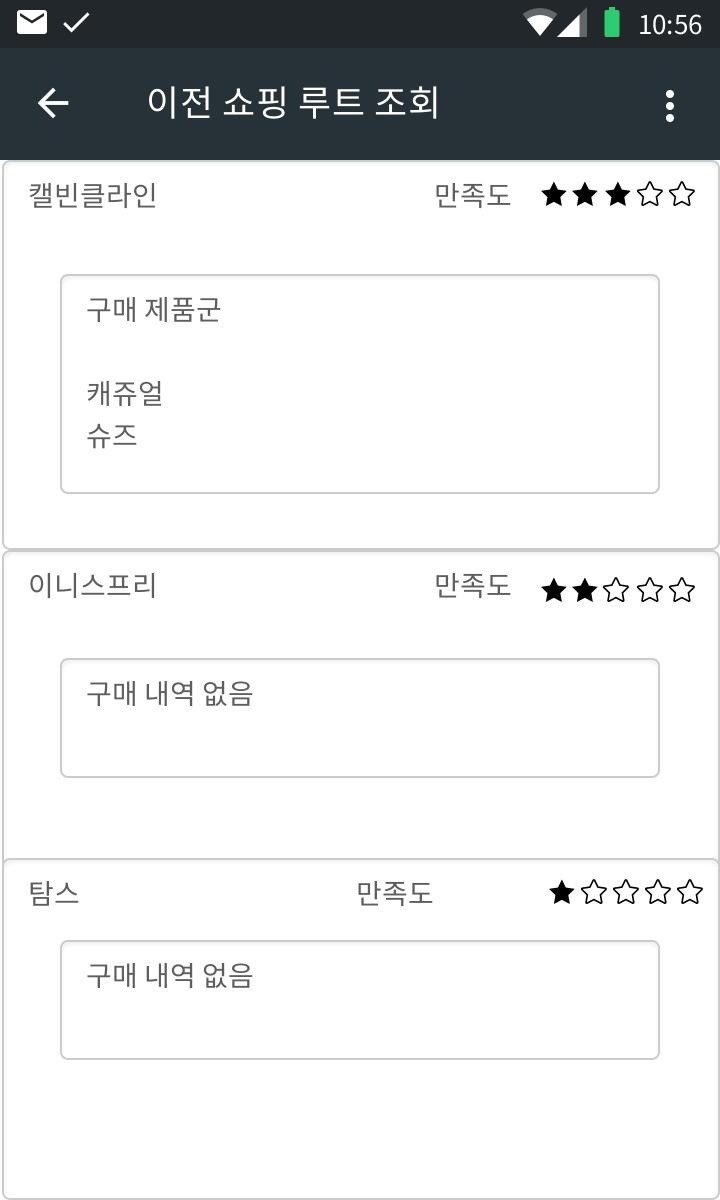 10:56
이전 쇼핑 루트 조회
캘빈클라인 만족도 ★★★☆☆
구매 제품군
캐쥬얼
슈즈
이니스프리 만족도 ★★☆☆☆
구매 내역 없음
탐스 만족도 ★☆☆☆☆
구매 내역 없음